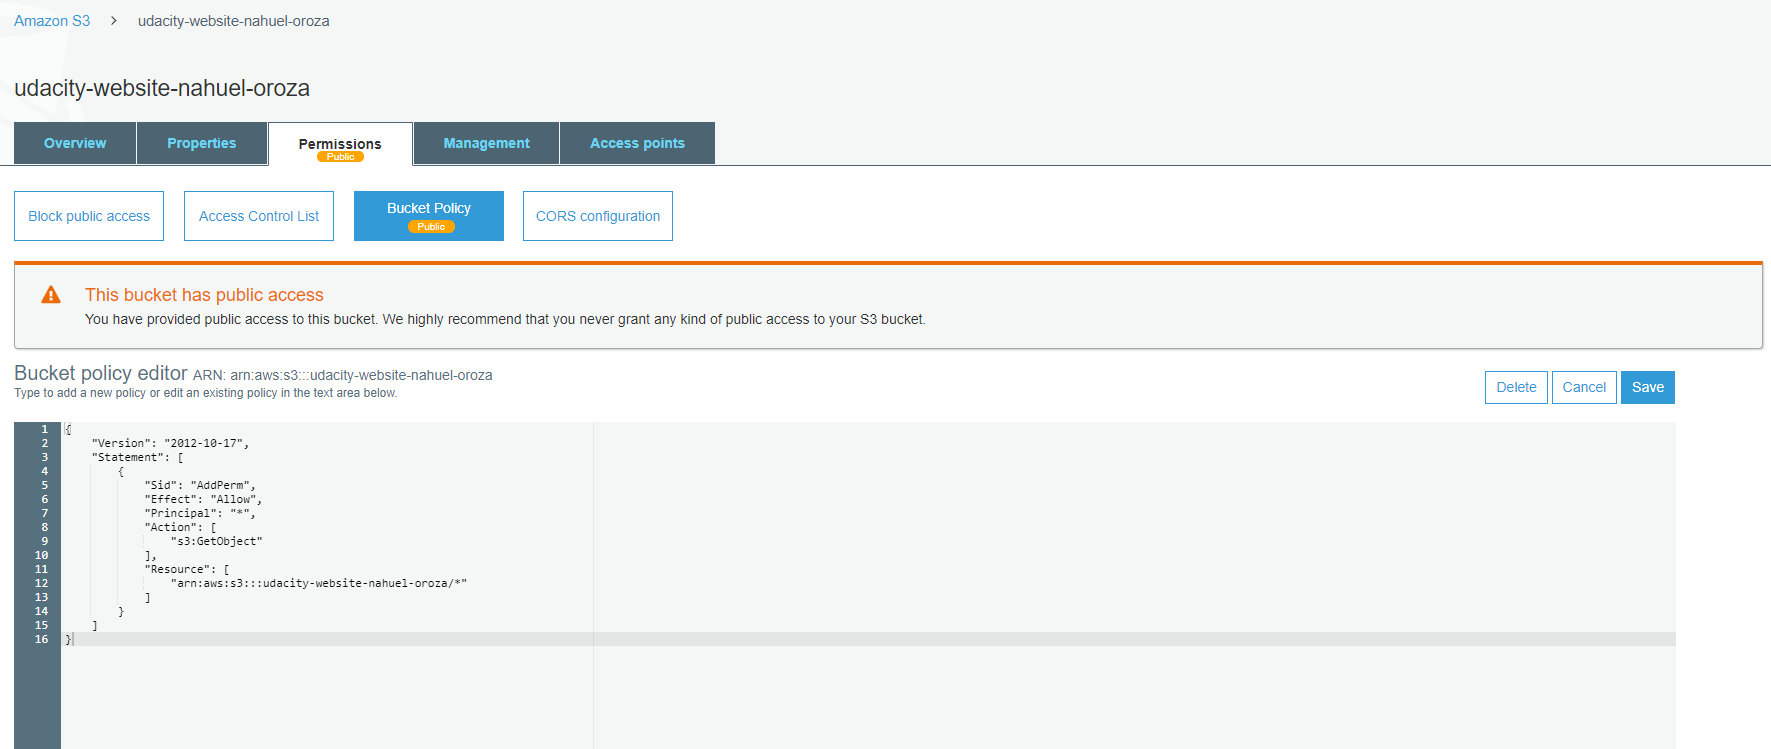 Amazon S3 > udacity-website-nahuel-oroza
udacity-website-nahuel-oroza
Overview Properties Permissions Management Access points
Public
Block public access Access Control List Bucket Policy CORS configuration
Public
This bucket has public access
You have provided public access to this bucket. We highly recommend that you never grant any kind of public access to your S3 bucket.
Bucket policy editor ARN: arn:aws:s3:::udacity-website-nahuel-oroza
Type to add a new policy or edit an existing policy in the text area below.
Delete Cancel Save
1 {
2     "Version": "2012-10-17",
3     "Statement": [
4         {
5             "Sid": "AddPerm",
6             "Effect": "Allow",
7             "Principal": "*",
8             "Action": [
9                 "s3:GetObject"
10             ],
11             "Resource": [
12                 "arn:aws:s3:::udacity-website-nahuel-oroza/*"
13             ]
14         }
15     ]
16 }